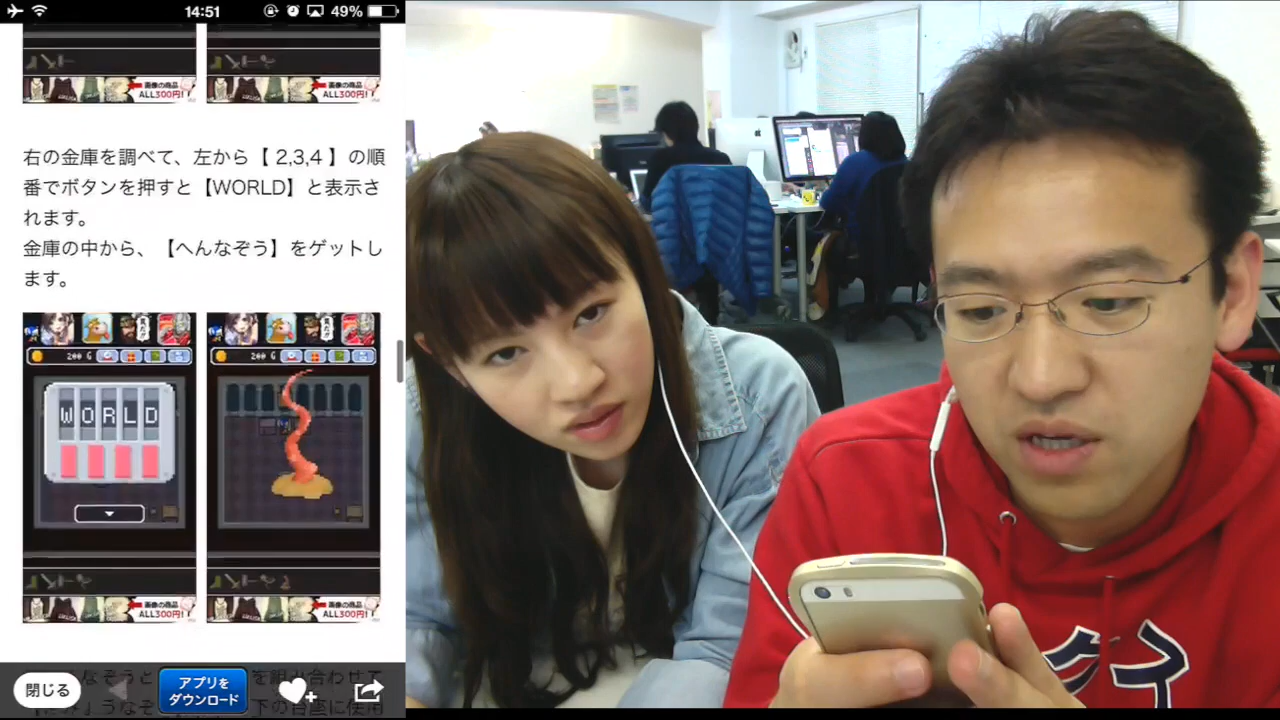 14:51
49%
画像の商品
ALL300円!
画像の商品
ALL300円!
右の金庫を調べて、左から【 2,3,4 】の順
番でボタンを押すと【WORLD】と表示さ
れます。
金庫の中から、【へんなぞう】をゲットし
ます。
200 G
200 G
WORLD
画像の商品
ALL300円!
画像の商品
ALL300円!
閉じる
アプリを
ダウンロード